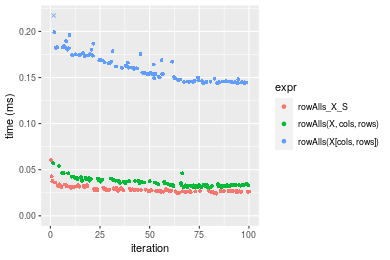 0.20
0.15
0.10
0.05
0.00
time (ms)
0
25
50
75
100
iteration
expr
rowAlls_X_S
rowAlls(X, cols, rows)
rowAlls(X[cols, rows])